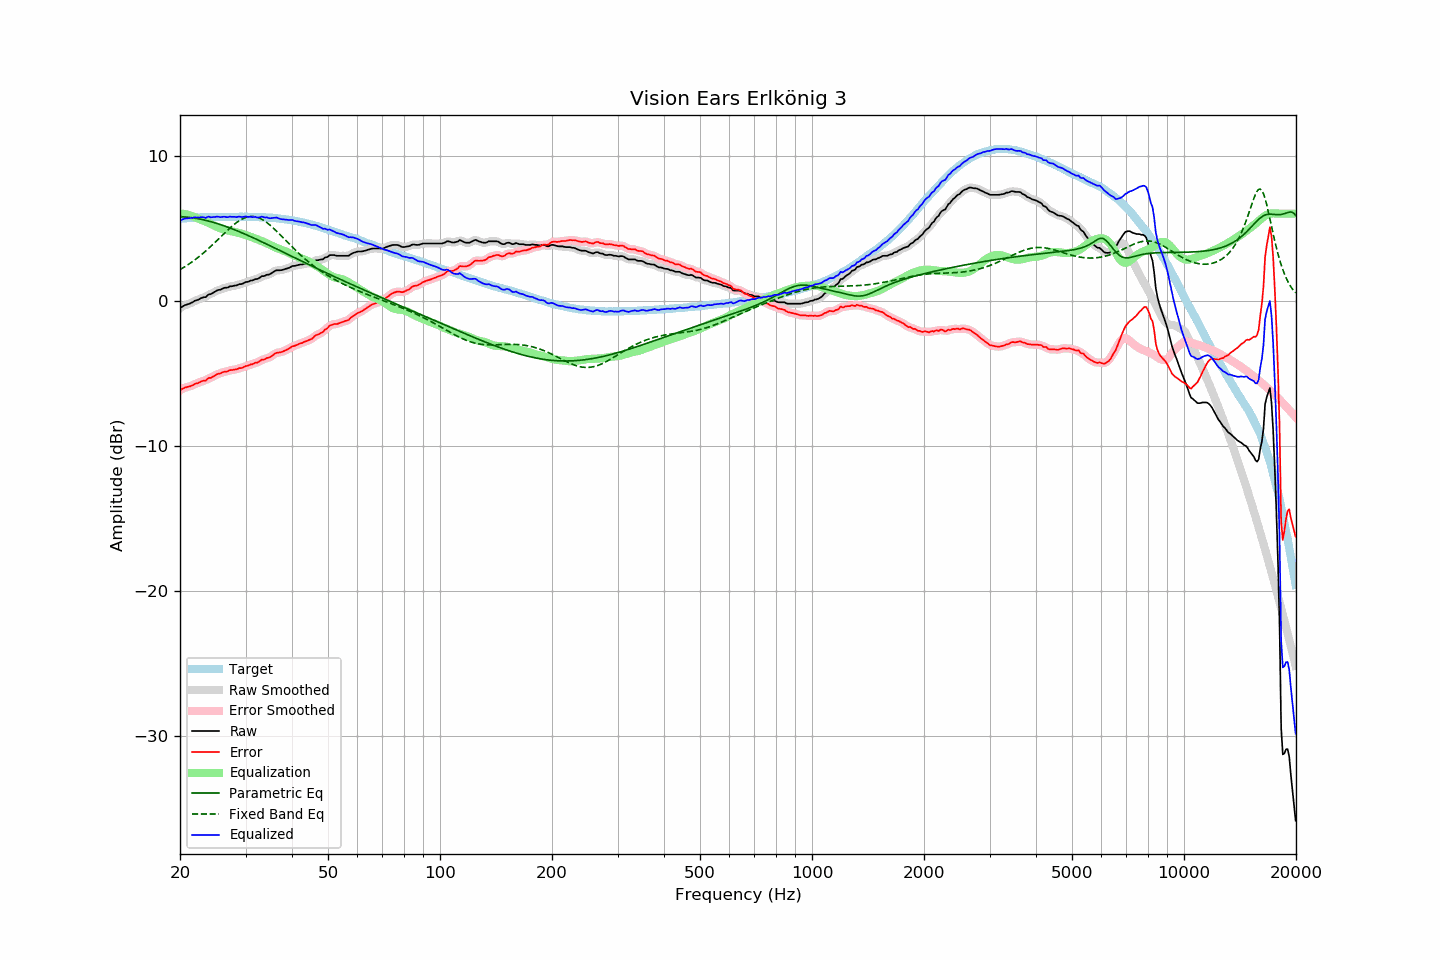 Vision Ears Erlkönig 3
10
0
−10
−20
−30
Amplitude (dBr)
Target
Raw Smoothed
Error Smoothed
Raw
Error
Equalization
Parametric Eq
Fixed Band Eq
Equalized
20 50 100 200 500 1000 2000 5000 10000 20000
Frequency (Hz)